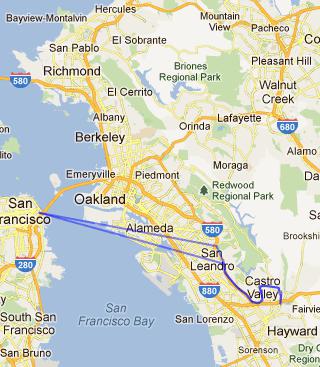 Hercules
Bayview-Montalvin
Mountain
View
Pacheco
San Pablo
El Sobrante
Briones
Regional Park
Pleasant Hill
Richmond
580
El Cerrito
Walnut
Creek
Albany
Lafayette
Orinda
680
Berkeley
Alamo
Moraga
Emeryville
Piedmont
Redwood
Regional Park
Oakland
San
Francisco
Alameda
580
Brookshi
280
San
Leandro
Castro
Valley
880
San Francisco
Bay
South San
Francisco
San Lorenzo
Fairvie
Hayward
San Bruno
Sorenson
Dry C
Regi